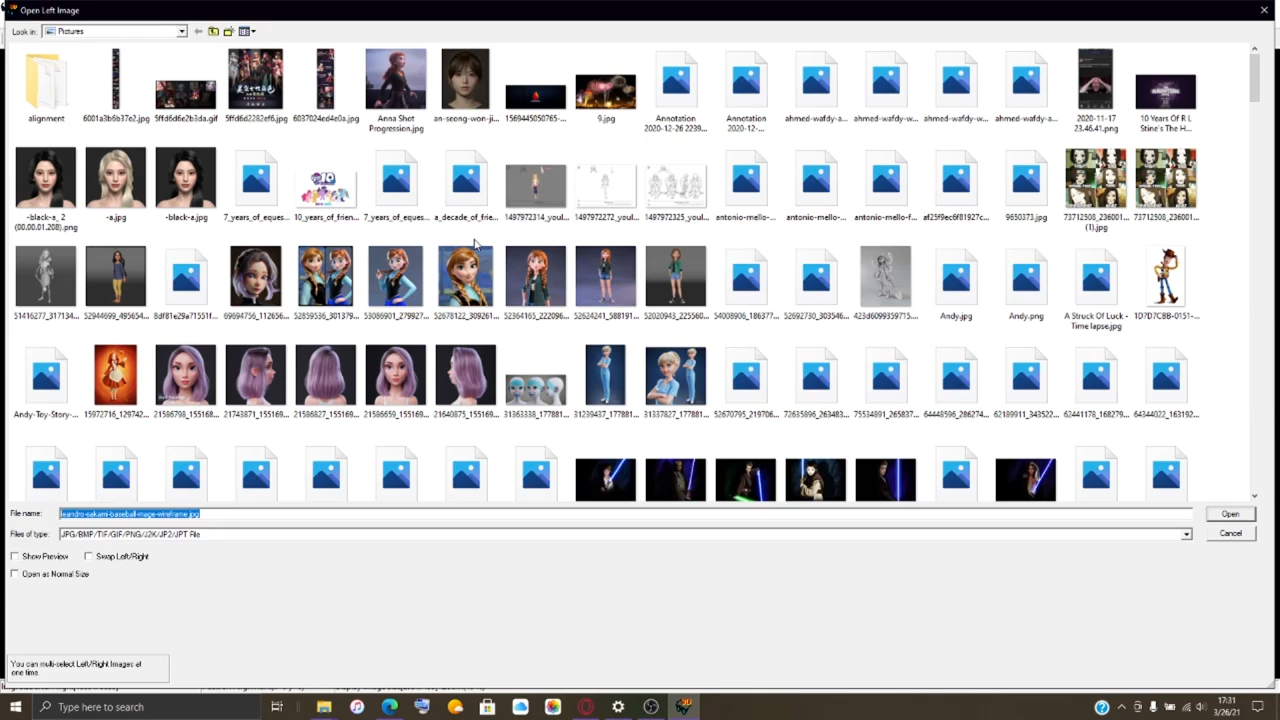 Open Left Image
Look in: Pictures
alignment
6001a3b6b37e2.jpg
5ffd6d6e2b3da.gif
5ffd6d2282ef6.jpg
6037024ed4e0a.jpg
Anna Shot
Progression.jpg
an-seong-won-ji...
1569445050765-...
9.jpg
Annotation
2020-12-26 2239...
Annotation
2020-12-...
ahmed-wafdy-a...
ahmed-wafdy-w...
ahmed-wafdy-w...
ahmed-wafdy-a...
2020-11-17
23.46.41.png
10 Years Of R L
Stine's The H...
-black-a_ 2
(00.00.01.208).png
-a.jpg
-black-a.jpg
7_years_of_eques...
10_years_of_frien...
7_years_of_eques...
a_decade_of_frie...
1497972314_youl...
1497972272_youl...
1497972325_youl...
antonio-mello-...
antonio-mello-...
antonio-mello-f...
af25f9ec6f81927c...
9650373.jpg
73712508_236001...
(1).jpg
73712508_236001...
51416277_317134...
52944699_495654...
8df81e29a71551f...
69694756_112656...
52859536_301379...
53086901_279927...
52678122_309261...
52364165_222096...
52624241_588191...
52020943_225560...
54008906_186377...
52692730_303546...
423d6099359715...
Andy.jpg
Andy.png
A Struck Of Luck -
Time lapse.jpg
1D7D7CBB-0151-...
Andy-Toy-Story-...
15972716_129742...
21586798_155168...
21743871_155169...
21586827_155169...
21586659_155169...
21640875_155169...
31363338_177881...
31239437_177881...
31337827_177881...
52670795_219706...
72635896_263483...
75534891_265837...
64448596_286274...
62189911_343522...
62441178_168279...
64344022_163192...
File name: leandro-sakami-baseball-mage-wireframe.jpg Open
Files of type: JPG/BMP/TIF/GIF/PNG/J2K/JP2/JPT File Cancel
Show Preview Swap Left/Right
Open as Normal Size
You can multi-select Left/Right Images at
one time.
Type here to search
17:31
3/26/21